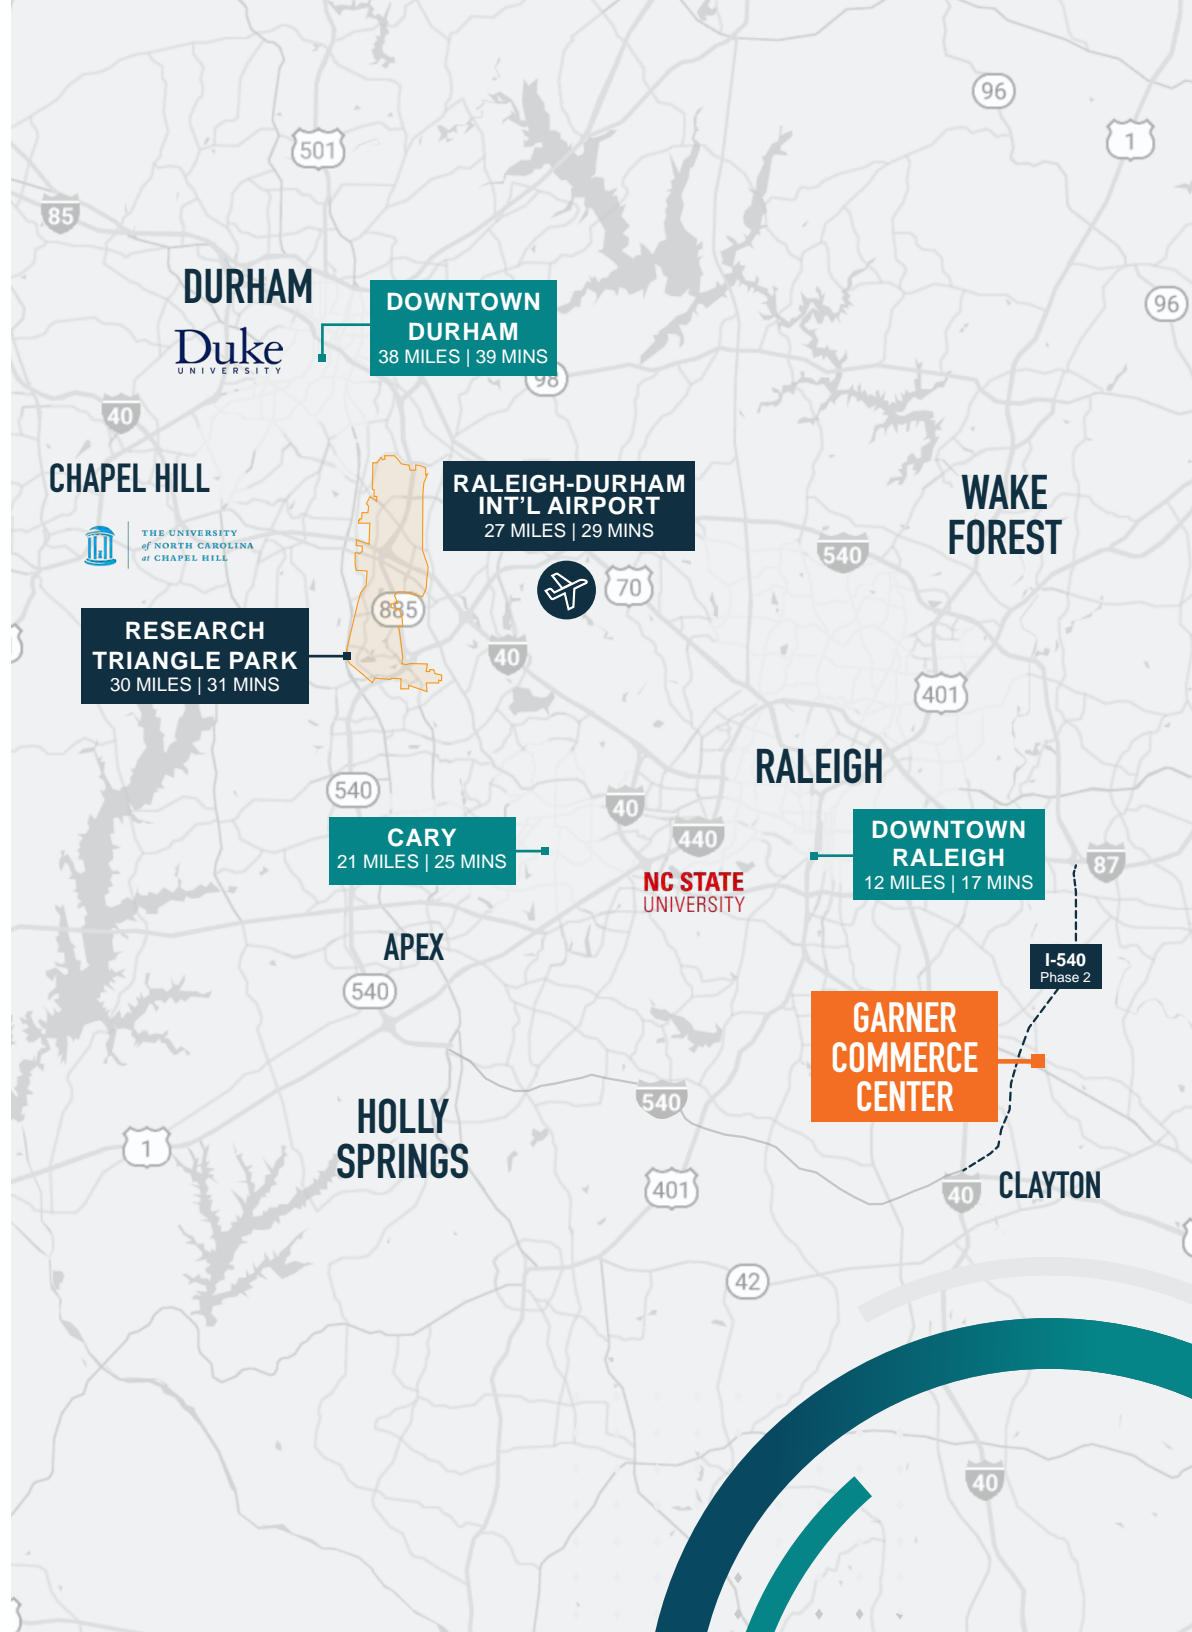 96
1
501
85
DURHAM
DOWNTOWN
DURHAM
38 MILES | 39 MINS
96
Duke
UNIVERSITY
98
40
CHAPEL HILL
RALEIGH-DURHAM
INT'L AIRPORT
27 MILES | 29 MINS
WAKE
FOREST
THE UNIVERSITY
of NORTH CAROLINA
at CHAPEL HILL
540
70
885
RESEARCH
TRIANGLE PARK
30 MILES | 31 MINS
40
401
RALEIGH
540
40
440
CARY
21 MILES | 25 MINS
DOWNTOWN
RALEIGH
12 MILES | 17 MINS
87
NC STATE
UNIVERSITY
APEX
I-540
Phase 2
540
GARNER
COMMERCE
CENTER
540
HOLLY
SPRINGS
1
401
40
CLAYTON
42
40